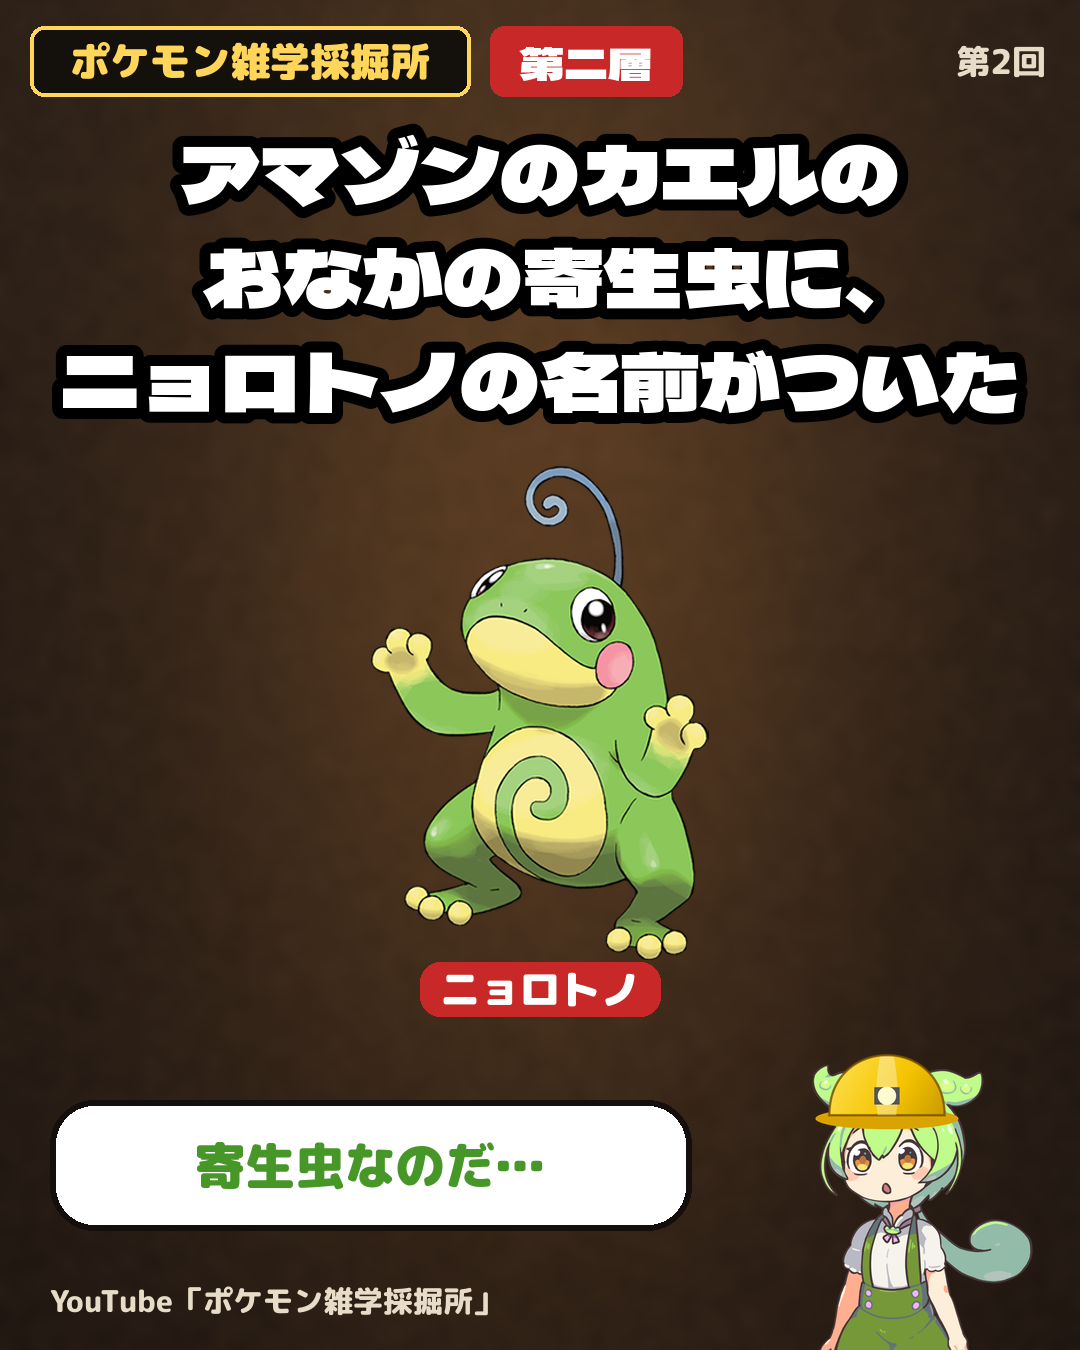 ポケモン雑学採掘所
第二層
第2回
アマゾンのカエルの
おなかの寄生虫に、
ニョロトノの名前がついた
ニョロトノ
寄生虫なのだ…
YouTube「ポケモン雑学採掘所」